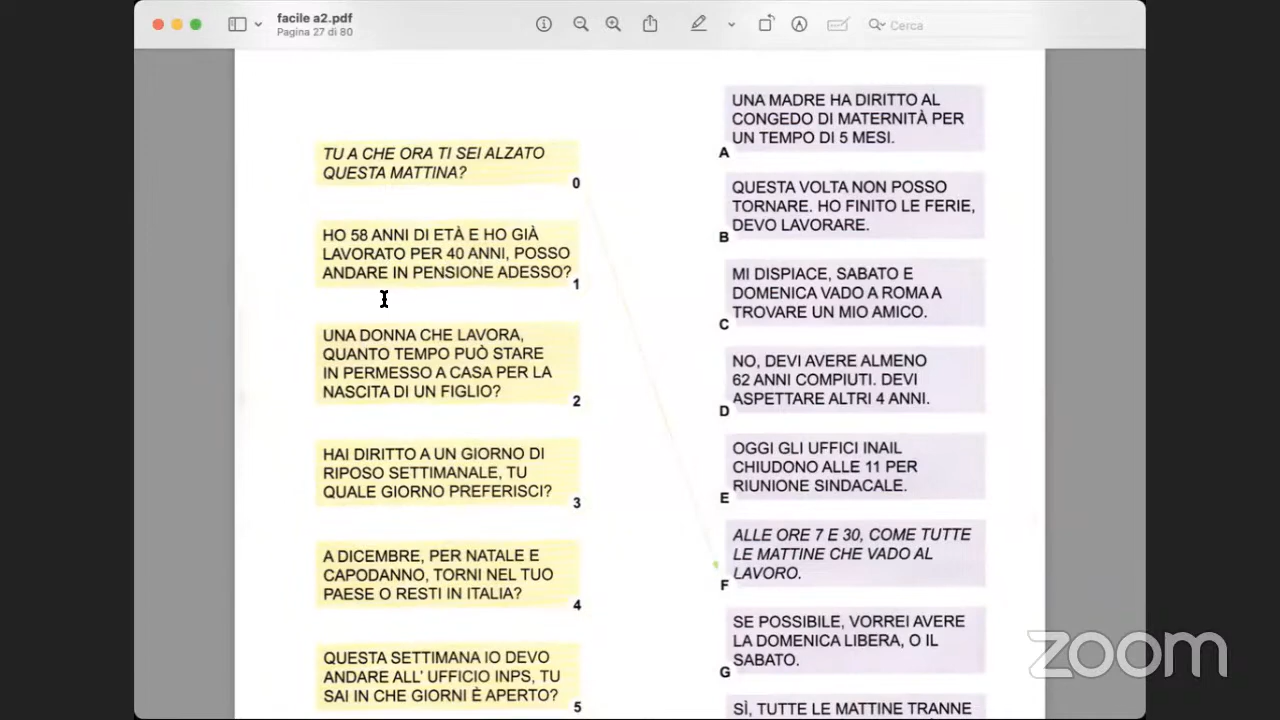 facile a2.pdf
Pagina 27 di 80
Cerca
TU A CHE ORA TI SEI ALZATO
QUESTA MATTINA?
0
HO 58 ANNI DI ETÀ E HO GIÀ
LAVORATO PER 40 ANNI, POSSO
ANDARE IN PENSIONE ADESSO?
1
UNA DONNA CHE LAVORA,
QUANTO TEMPO PUÒ STARE
IN PERMESSO A CASA PER LA
NASCITA DI UN FIGLIO?
2
HAI DIRITTO A UN GIORNO DI
RIPOSO SETTIMANALE, TU
QUALE GIORNO PREFERISCI?
3
A DICEMBRE, PER NATALE E
CAPODANNO, TORNI NEL TUO
PAESE O RESTI IN ITALIA?
4
QUESTA SETTIMANA IO DEVO
ANDARE ALL' UFFICIO INPS, TU
SAI IN CHE GIORNI È APERTO?
5
UNA MADRE HA DIRITTO AL
CONGEDO DI MATERNITÀ PER
UN TEMPO DI 5 MESI.
A
QUESTA VOLTA NON POSSO
TORNARE. HO FINITO LE FERIE,
DEVO LAVORARE.
B
MI DISPIACE, SABATO E
DOMENICA VADO A ROMA A
TROVARE UN MIO AMICO.
C
NO, DEVI AVERE ALMENO
62 ANNI COMPIUTI. DEVI
ASPETTARE ALTRI 4 ANNI.
D
OGGI GLI UFFICI INAIL
CHIUDONO ALLE 11 PER
RIUNIONE SINDACALE.
E
ALLE ORE 7 E 30, COME TUTTE
LE MATTINE CHE VADO AL
LAVORO.
F
SE POSSIBILE, VORREI AVERE
LA DOMENICA LIBERA, O IL
SABATO.
G
SÌ, TUTTE LE MATTINE TRANNE
zoom